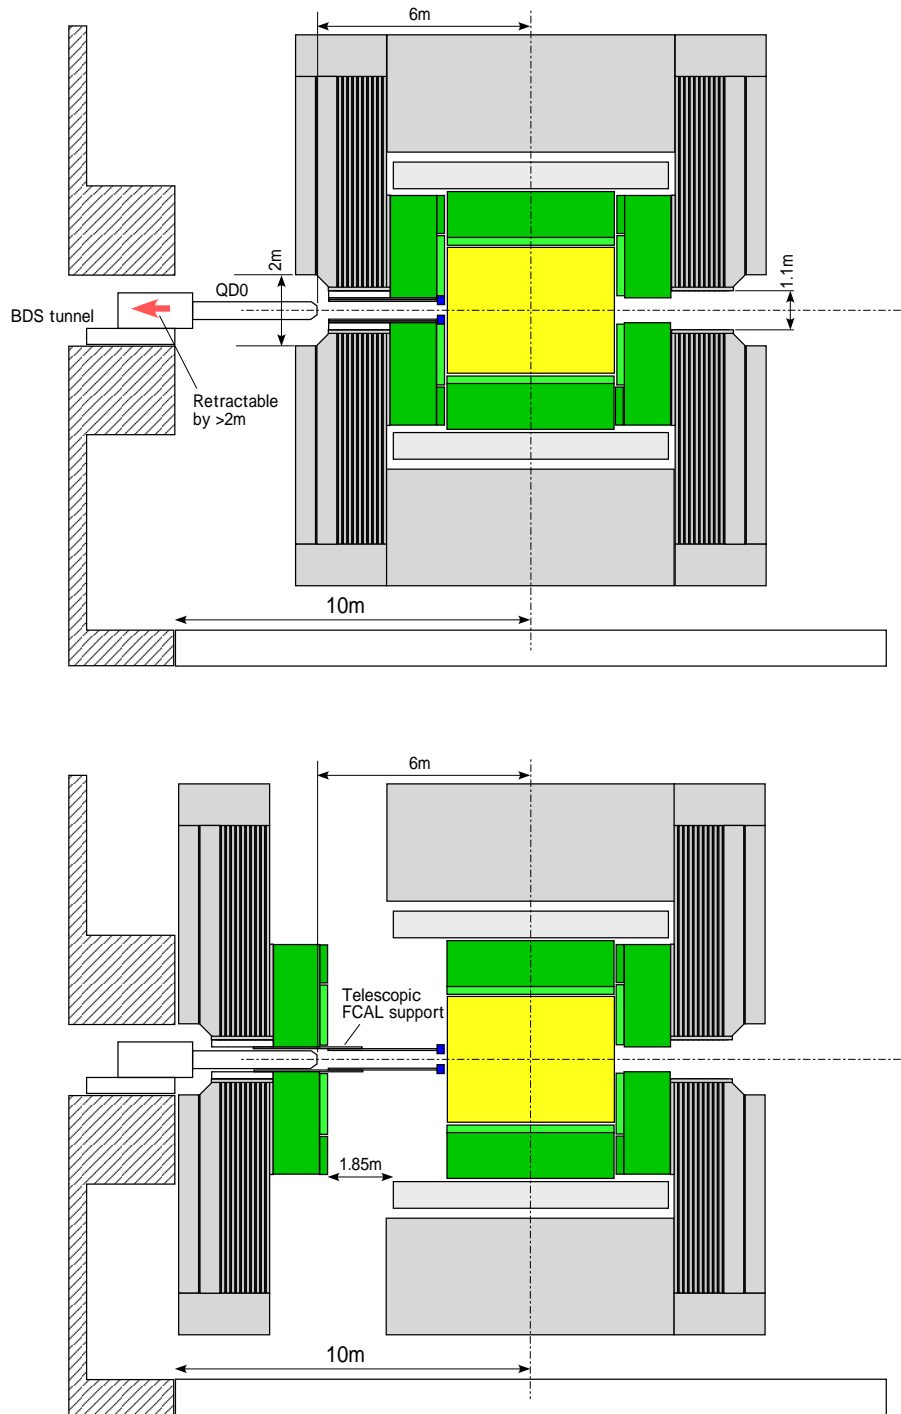 6m
2m
1.1m
QD0
BDS tunnel
Retractable
by >2m
10m
6m
Telescopic
FCAL support
1.85m
10m